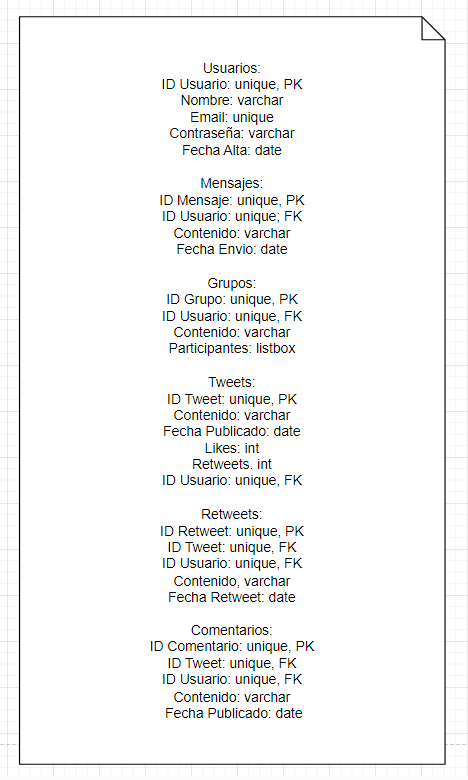 Usuarios:
ID Usuario: unique, PK
Nombre: varchar
Email: unique
Contraseña: varchar
Fecha Alta: date
Mensajes:
ID Mensaje: unique, PK
ID Usuario: unique; FK
Contenido: varchar
Fecha Envio: date
Grupos:
ID Grupo: unique, PK
ID Usuario: unique, FK
Contenido: varchar
Participantes: listbox
Tweets:
ID Tweet: unique, PK
Contenido: varchar
Fecha Publicado: date
Likes: int
Retweets. int
ID Usuario: unique, FK
Retweets:
ID Retweet: unique, PK
ID Tweet: unique, FK
ID Usuario: unique, FK
Contenido, varchar
Fecha Retweet: date
Comentarios:
ID Comentario: unique, PK
ID Tweet: unique, FK
ID Usuario: unique, FK
Contenido: varchar
Fecha Publicado: date